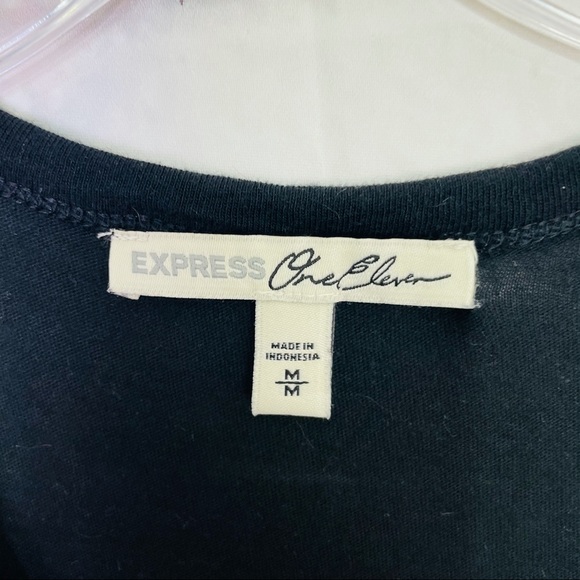 EXPRESS One Eleven
MADE IN
INDONESIA
M
M